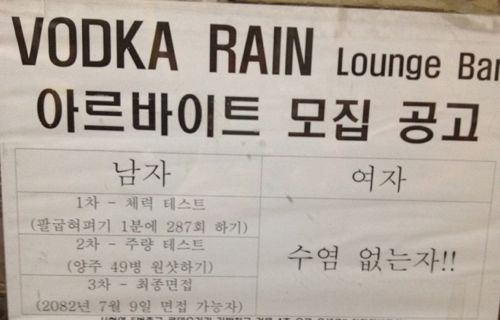 VODKA RAIN Lounge Bar
아르바이트 모집 공고
남자
여자
1차 - 체력 테스트
(팔굽혀펴기 1분에 287회 하기)
2차 - 주량 테스트
(양주 49병 원샷하기)
3차 - 최종면접
(2082년 7월 9일 면접 가능자)
수염 없는자!!